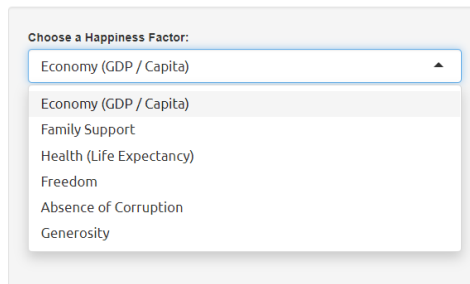 Choose a Happiness Factor:
Economy (GDP / Capita)
Economy (GDP / Capita)
Family Support
Health (Life Expectancy)
Freedom
Absence of Corruption
Generosity